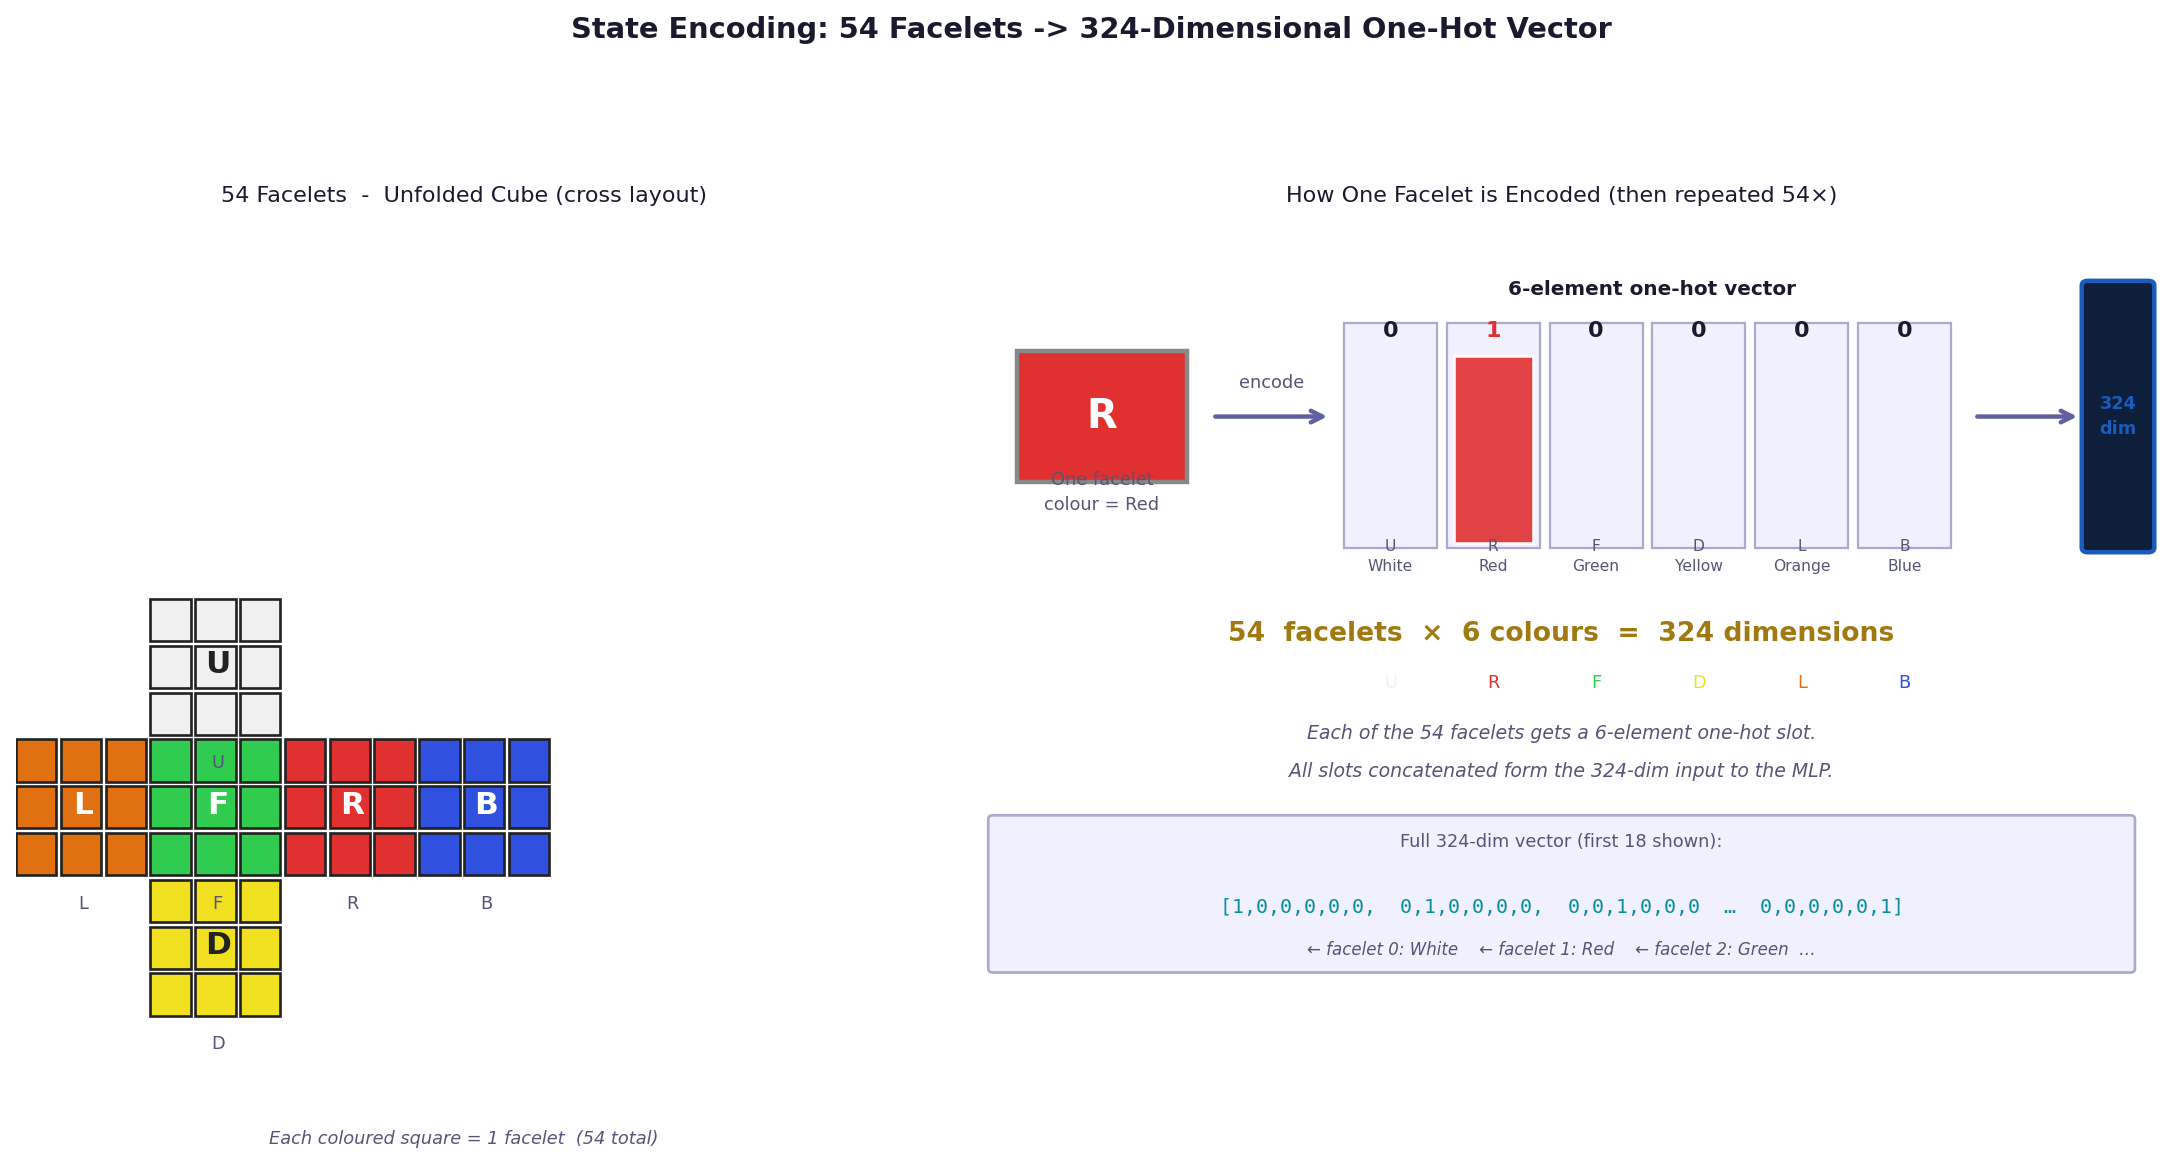 State Encoding: 54 Facelets -> 324-Dimensional One-Hot Vector
54 Facelets  -  Unfolded Cube (cross layout)
U
U
L F R B
L F R B
D
D
Each coloured square = 1 facelet  (54 total)
How One Facelet is Encoded (then repeated 54×)
6-element one-hot vector
R
One facelet
colour = Red
encode
0 1 0 0 0 0
U R F D L B
White Red Green Yellow Orange Blue
324
dim
54  facelets  ×  6 colours  =  324 dimensions
U R F D L B
Each of the 54 facelets gets a 6-element one-hot slot.
All slots concatenated form the 324-dim input to the MLP.
Full 324-dim vector (first 18 shown):
[1,0,0,0,0,0,  0,1,0,0,0,0,  0,0,1,0,0,0  …  0,0,0,0,0,1]
← facelet 0: White    ← facelet 1: Red    ← facelet 2: Green  …